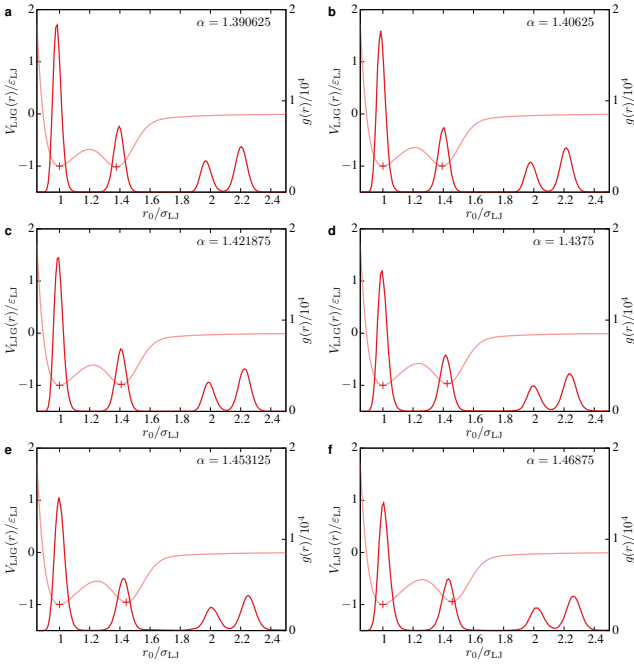 a
α = 1.390625
V_LJG(r)/ε_LJ
2
1
0
−1
2
1
0
g(r)/10^4
1 1.2 1.4 1.6 1.8 2 2.2 2.4
r_0/σ_LJ
b
α = 1.40625
V_LJG(r)/ε_LJ
2
1
0
−1
2
1
0
g(r)/10^4
1 1.2 1.4 1.6 1.8 2 2.2 2.4
r_0/σ_LJ
c
α = 1.421875
V_LJG(r)/ε_LJ
2
1
0
−1
2
1
0
g(r)/10^4
1 1.2 1.4 1.6 1.8 2 2.2 2.4
r_0/σ_LJ
d
α = 1.4375
V_LJG(r)/ε_LJ
2
1
0
−1
2
1
0
g(r)/10^4
1 1.2 1.4 1.6 1.8 2 2.2 2.4
r_0/σ_LJ
e
α = 1.453125
V_LJG(r)/ε_LJ
2
1
0
−1
2
1
0
g(r)/10^4
1 1.2 1.4 1.6 1.8 2 2.2 2.4
r_0/σ_LJ
f
α = 1.46875
V_LJG(r)/ε_LJ
2
1
0
−1
2
1
0
g(r)/10^4
1 1.2 1.4 1.6 1.8 2 2.2 2.4
r_0/σ_LJ